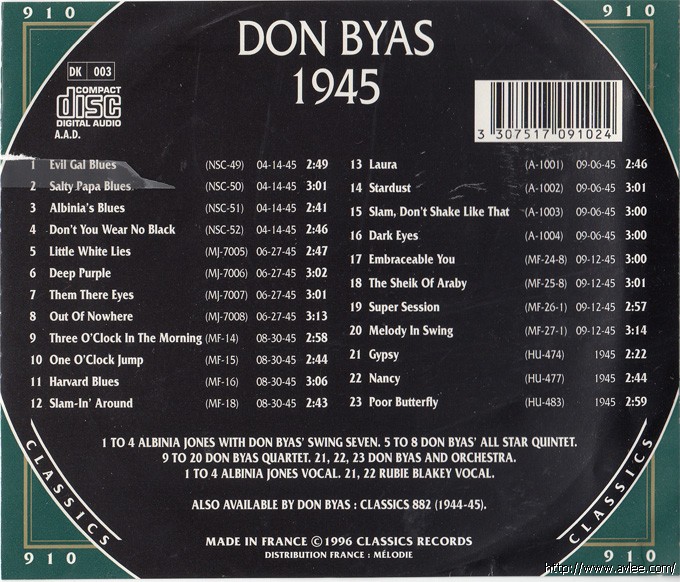 910
910
DON BYAS
1945
DK 003
COMPACT
disc
DIGITAL AUDIO
A.A.D.
3 307517 091024
1 Evil Gal Blues (NSC-49) 04-14-45 2:49
2 Salty Papa Blues (NSC-50) 04-14-45 3:01
3 Albinia's Blues (NSC-51) 04-14-45 2:41
4 Don't You Wear No Black (NSC-52) 04-14-45 2:46
5 Little White Lies (MJ-7005) 06-27-45 2:47
6 Deep Purple (MJ-7006) 06-27-45 3:02
7 Them There Eyes (MJ-7007) 06-27-45 3:01
8 Out Of Nowhere (MJ-7008) 06-27-45 3:13
9 Three O'Clock In The Morning (MF-14) 08-30-45 2:58
10 One O'Clock Jump (MF-15) 08-30-45 2:44
11 Harvard Blues (MF-16) 08-30-45 3:06
12 Slam-In' Around (MF-18) 08-30-45 2:43
13 Laura (A-1001) 09-06-45 2:46
14 Stardust (A-1002) 09-06-45 3:01
15 Slam, Don't Shake Like That (A-1003) 09-06-45 3:00
16 Dark Eyes (A-1004) 09-06-45 3:00
17 Embraceable You (MF-24-8) 09-12-45 3:00
18 The Sheik Of Araby (MF-25-8) 09-12-45 3:01
19 Super Session (MF-26-1) 09-12-45 2:57
20 Melody In Swing (MF-27-1) 09-12-45 3:14
21 Gypsy (HU-474) 1945 2:22
22 Nancy (HU-477) 1945 2:44
23 Poor Butterfly (HU-483) 1945 2:59
1 TO 4 ALBINIA JONES WITH DON BYAS' SWING SEVEN. 5 TO 8 DON BYAS' ALL STAR QUINTET.
9 TO 20 DON BYAS QUARTET. 21, 22, 23 DON BYAS AND ORCHESTRA.
1 TO 4 ALBINIA JONES VOCAL. 21, 22 RUBIE BLAKEY VOCAL.
ALSO AVAILABLE BY DON BYAS : CLASSICS 882 (1944-45).
MADE IN FRANCE ©1996 CLASSICS RECORDS
DISTRIBUTION FRANCE : MÉLODIE
CLASSICS
CLASSICS
910
910
http://www.avlee.com/